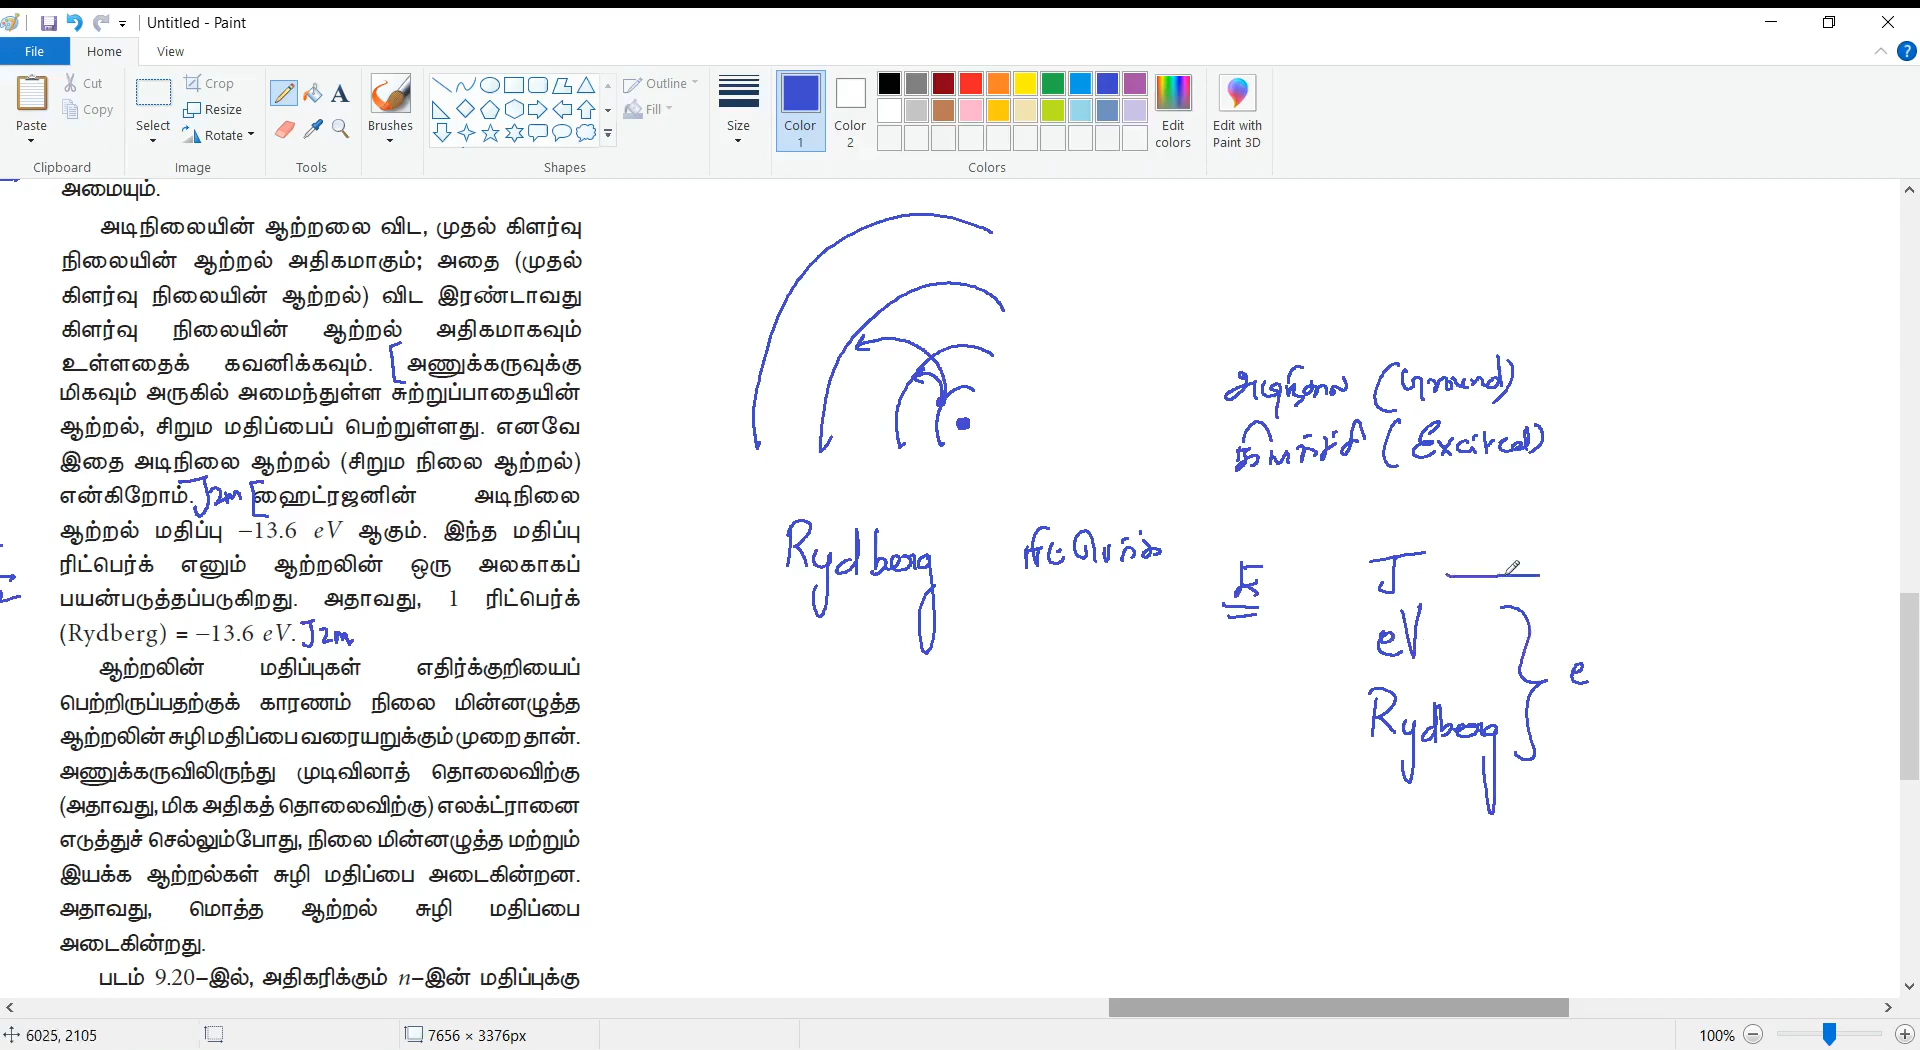 Untitled - Paint
File Home View
Paste Cut Copy Clipboard
Select Crop Resize Rotate Image
Tools
Brushes
Shapes Outline Fill
Size
Color 1 Color 2
Edit colors
Colors
Edit with Paint 3D
அமையும்.
அடிநிலையின் ஆற்றலை விட, முதல் கிளர்வு
நிலையின் ஆற்றல் அதிகமாகும்; அதை (முதல்
கிளர்வு நிலையின் ஆற்றல்) விட இரண்டாவது
கிளர்வு நிலையின் ஆற்றல் அதிகமாகவும்
உள்ளதைக் கவனிக்கவும். [அணுக்கருவுக்கு
மிகவும் அருகில் அமைந்துள்ள சுற்றுப்பாதையின்
ஆற்றல், சிறும மதிப்பைப் பெற்றுள்ளது. எனவே
இதை அடிநிலை ஆற்றல் (சிறும நிலை ஆற்றல்)
என்கிறோம்.]2m [ஹைட்ரஜனின் அடிநிலை
ஆற்றல் மதிப்பு –13.6 eV ஆகும். இந்த மதிப்பு
ரிட்பெர்க் எனும் ஆற்றலின் ஒரு அலகாகப்
பயன்படுத்தப்படுகிறது. அதாவது, 1 ரிட்பெர்க்
(Rydberg) = –13.6 eV.]2m
ஆற்றலின் மதிப்புகள் எதிர்க்குறியைப்
பெற்றிருப்பதற்குக் காரணம் நிலை மின்னழுத்த
ஆற்றலின் சுழி மதிப்பை வரையறுக்கும் முறை தான்.
அணுக்கருவிலிருந்து முடிவிலாத் தொலைவிற்கு
(அதாவது, மிக அதிகத் தொலைவிற்கு) எலக்ட்ரானை
எடுத்துச் செல்லும்போது, நிலை மின்னழுத்த மற்றும்
இயக்க ஆற்றல்கள் சுழி மதிப்பை அடைகின்றன.
அதாவது, மொத்த ஆற்றல் சுழி மதிப்பை
அடைகின்றது.
படம் 9.20–இல், அதிகரிக்கும் n–இன் மதிப்புக்கு
(Ground)
(Excited)
Rydberg ரிட்பெர்க்
E J
eV
e
Rydberg
6025, 2105 7656 × 3376px 100%